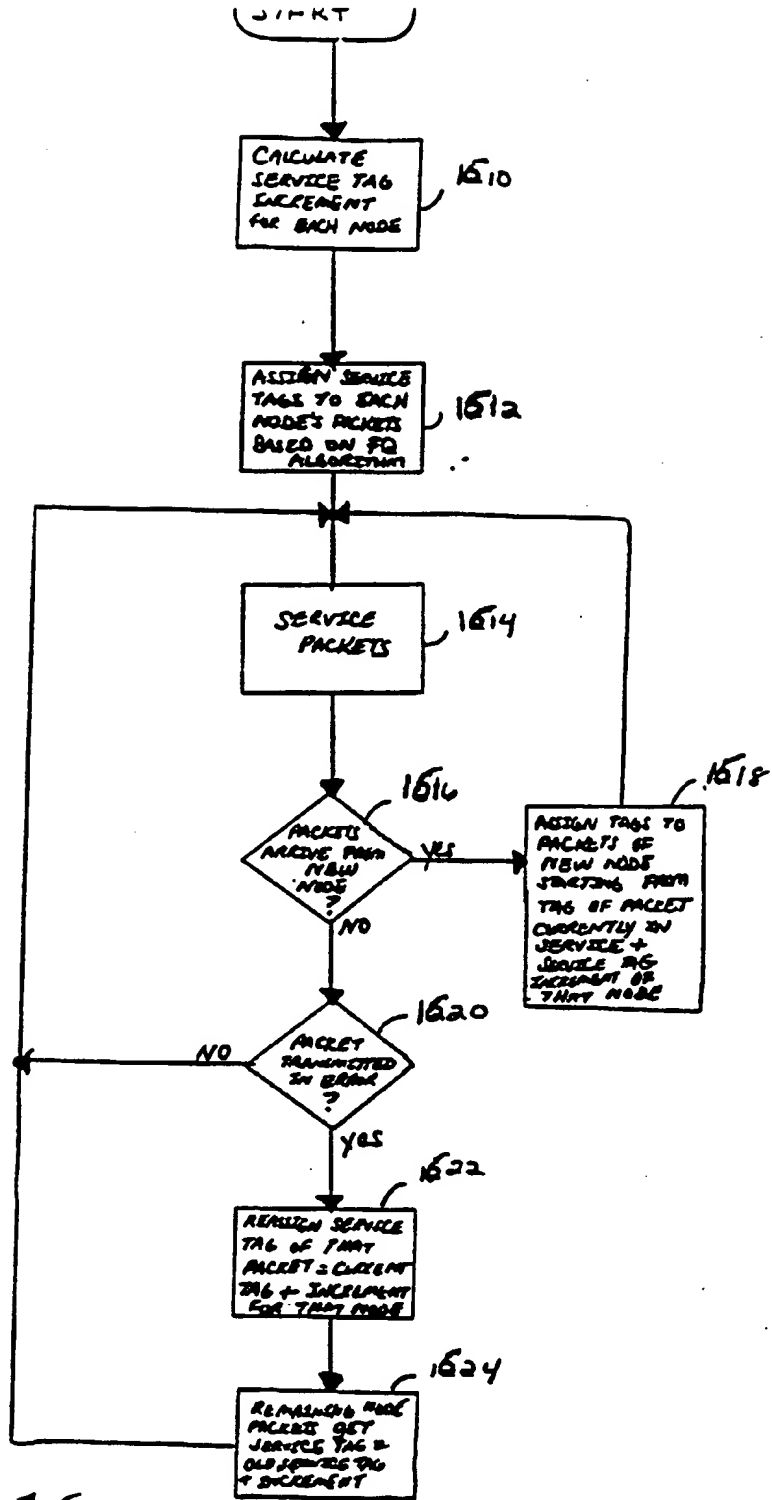 START
CALCULATE
SERVICE TAG
INCREMENT
for EACH NODE
1610
ASSIGN SERVICE
TAGS TO EACH
NODE'S PACKETS
BASED ON FQ
ALGORITHM
1612
SERVICE
PACKETS
1614
1616
PACKETS
ARRIVE FROM
NEW
NODE
?
yes
NO
1618
ASSIGN TAGS TO
PACKETS OF
NEW NODE
STARTING FROM
TAG OF PACKET
CURRENTLY IN
SERVICE +
SERVICE TAG
INCREMENT OF
THAT NODE
1620
PACKET
TRANSMITTED
IN ERROR
?
NO
yes
1622
REASSIGN SERVICE
TAG OF THAT
PACKET = CURRENT
TAG + INCREMENT
FOR THAT NODE
1624
REMAINING NODE
PACKETS GET
SERVICE TAG =
OLD SERVICE TAG
+ INCREMENT